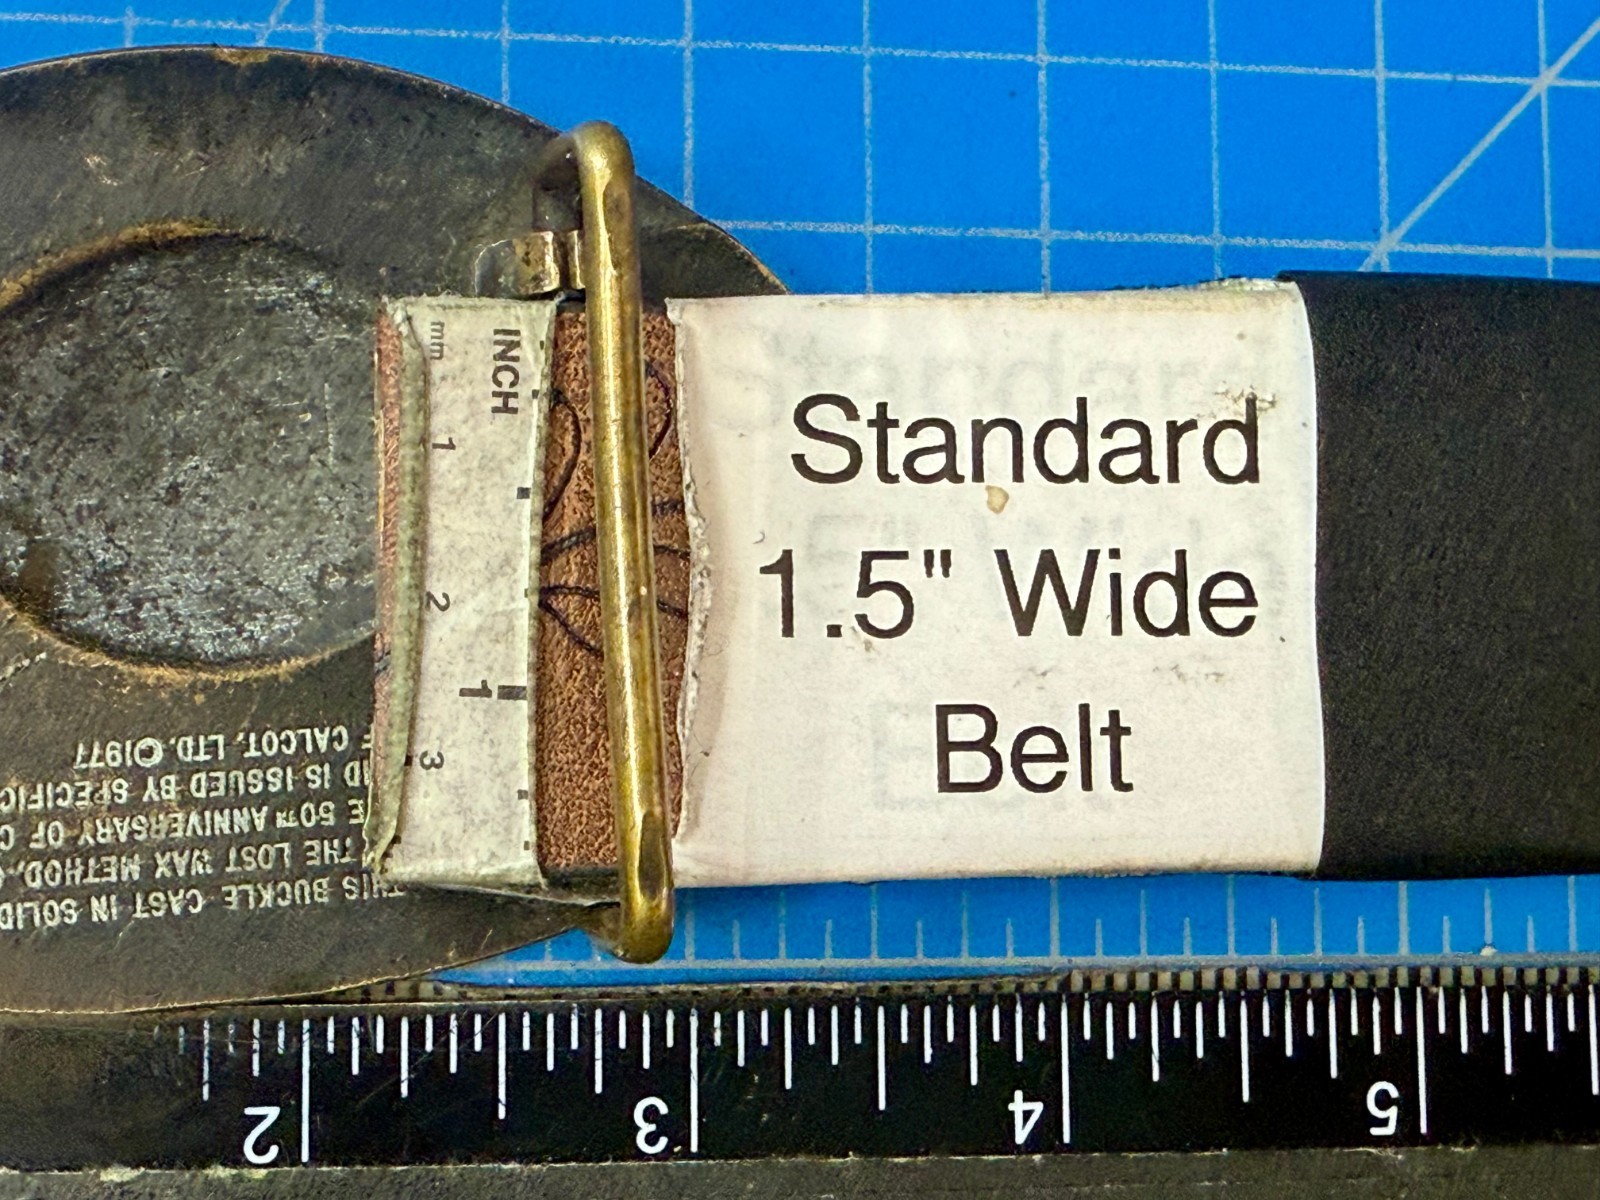 Standard
1.5" Wide
Belt
INCH
1
mm
1
2
3
THIS BUCKLE CAST IN SOLID
THE LOST WAX METHOD,
E 50TH ANNIVERSARY OF C
ND IS ISSUED BY SPECIFIC
F CALCOT, LTD. ©1977
2 3 4 5